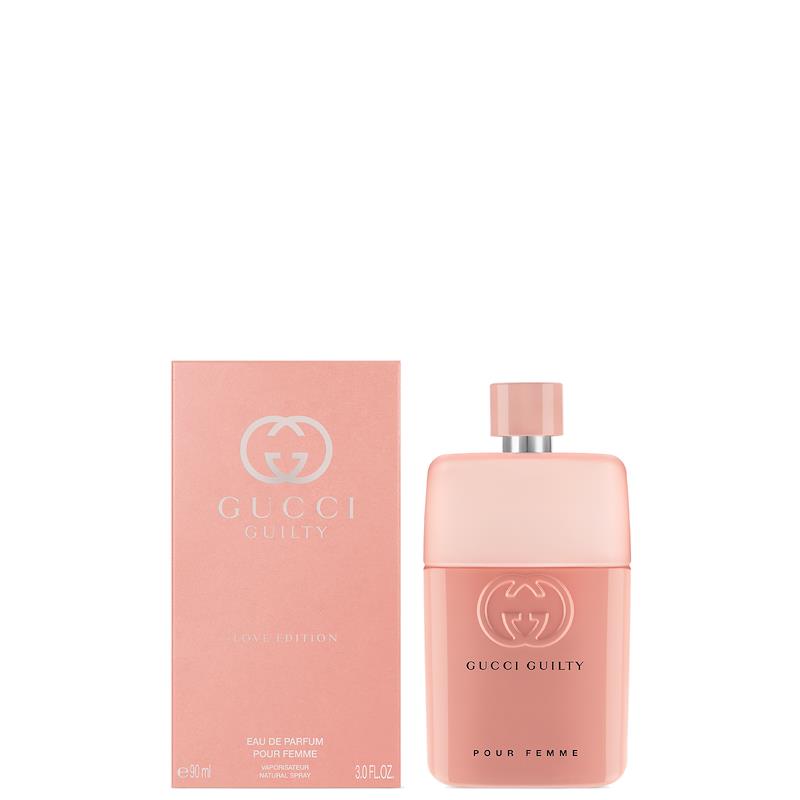 GUCCI
GUILTY
LOVE EDITION
EAU DE PARFUM
POUR FEMME
VAPORISATEUR
NATURAL SPRAY
℮90 ml
3.0 FL.OZ.
GUCCI GUILTY
POUR FEMME